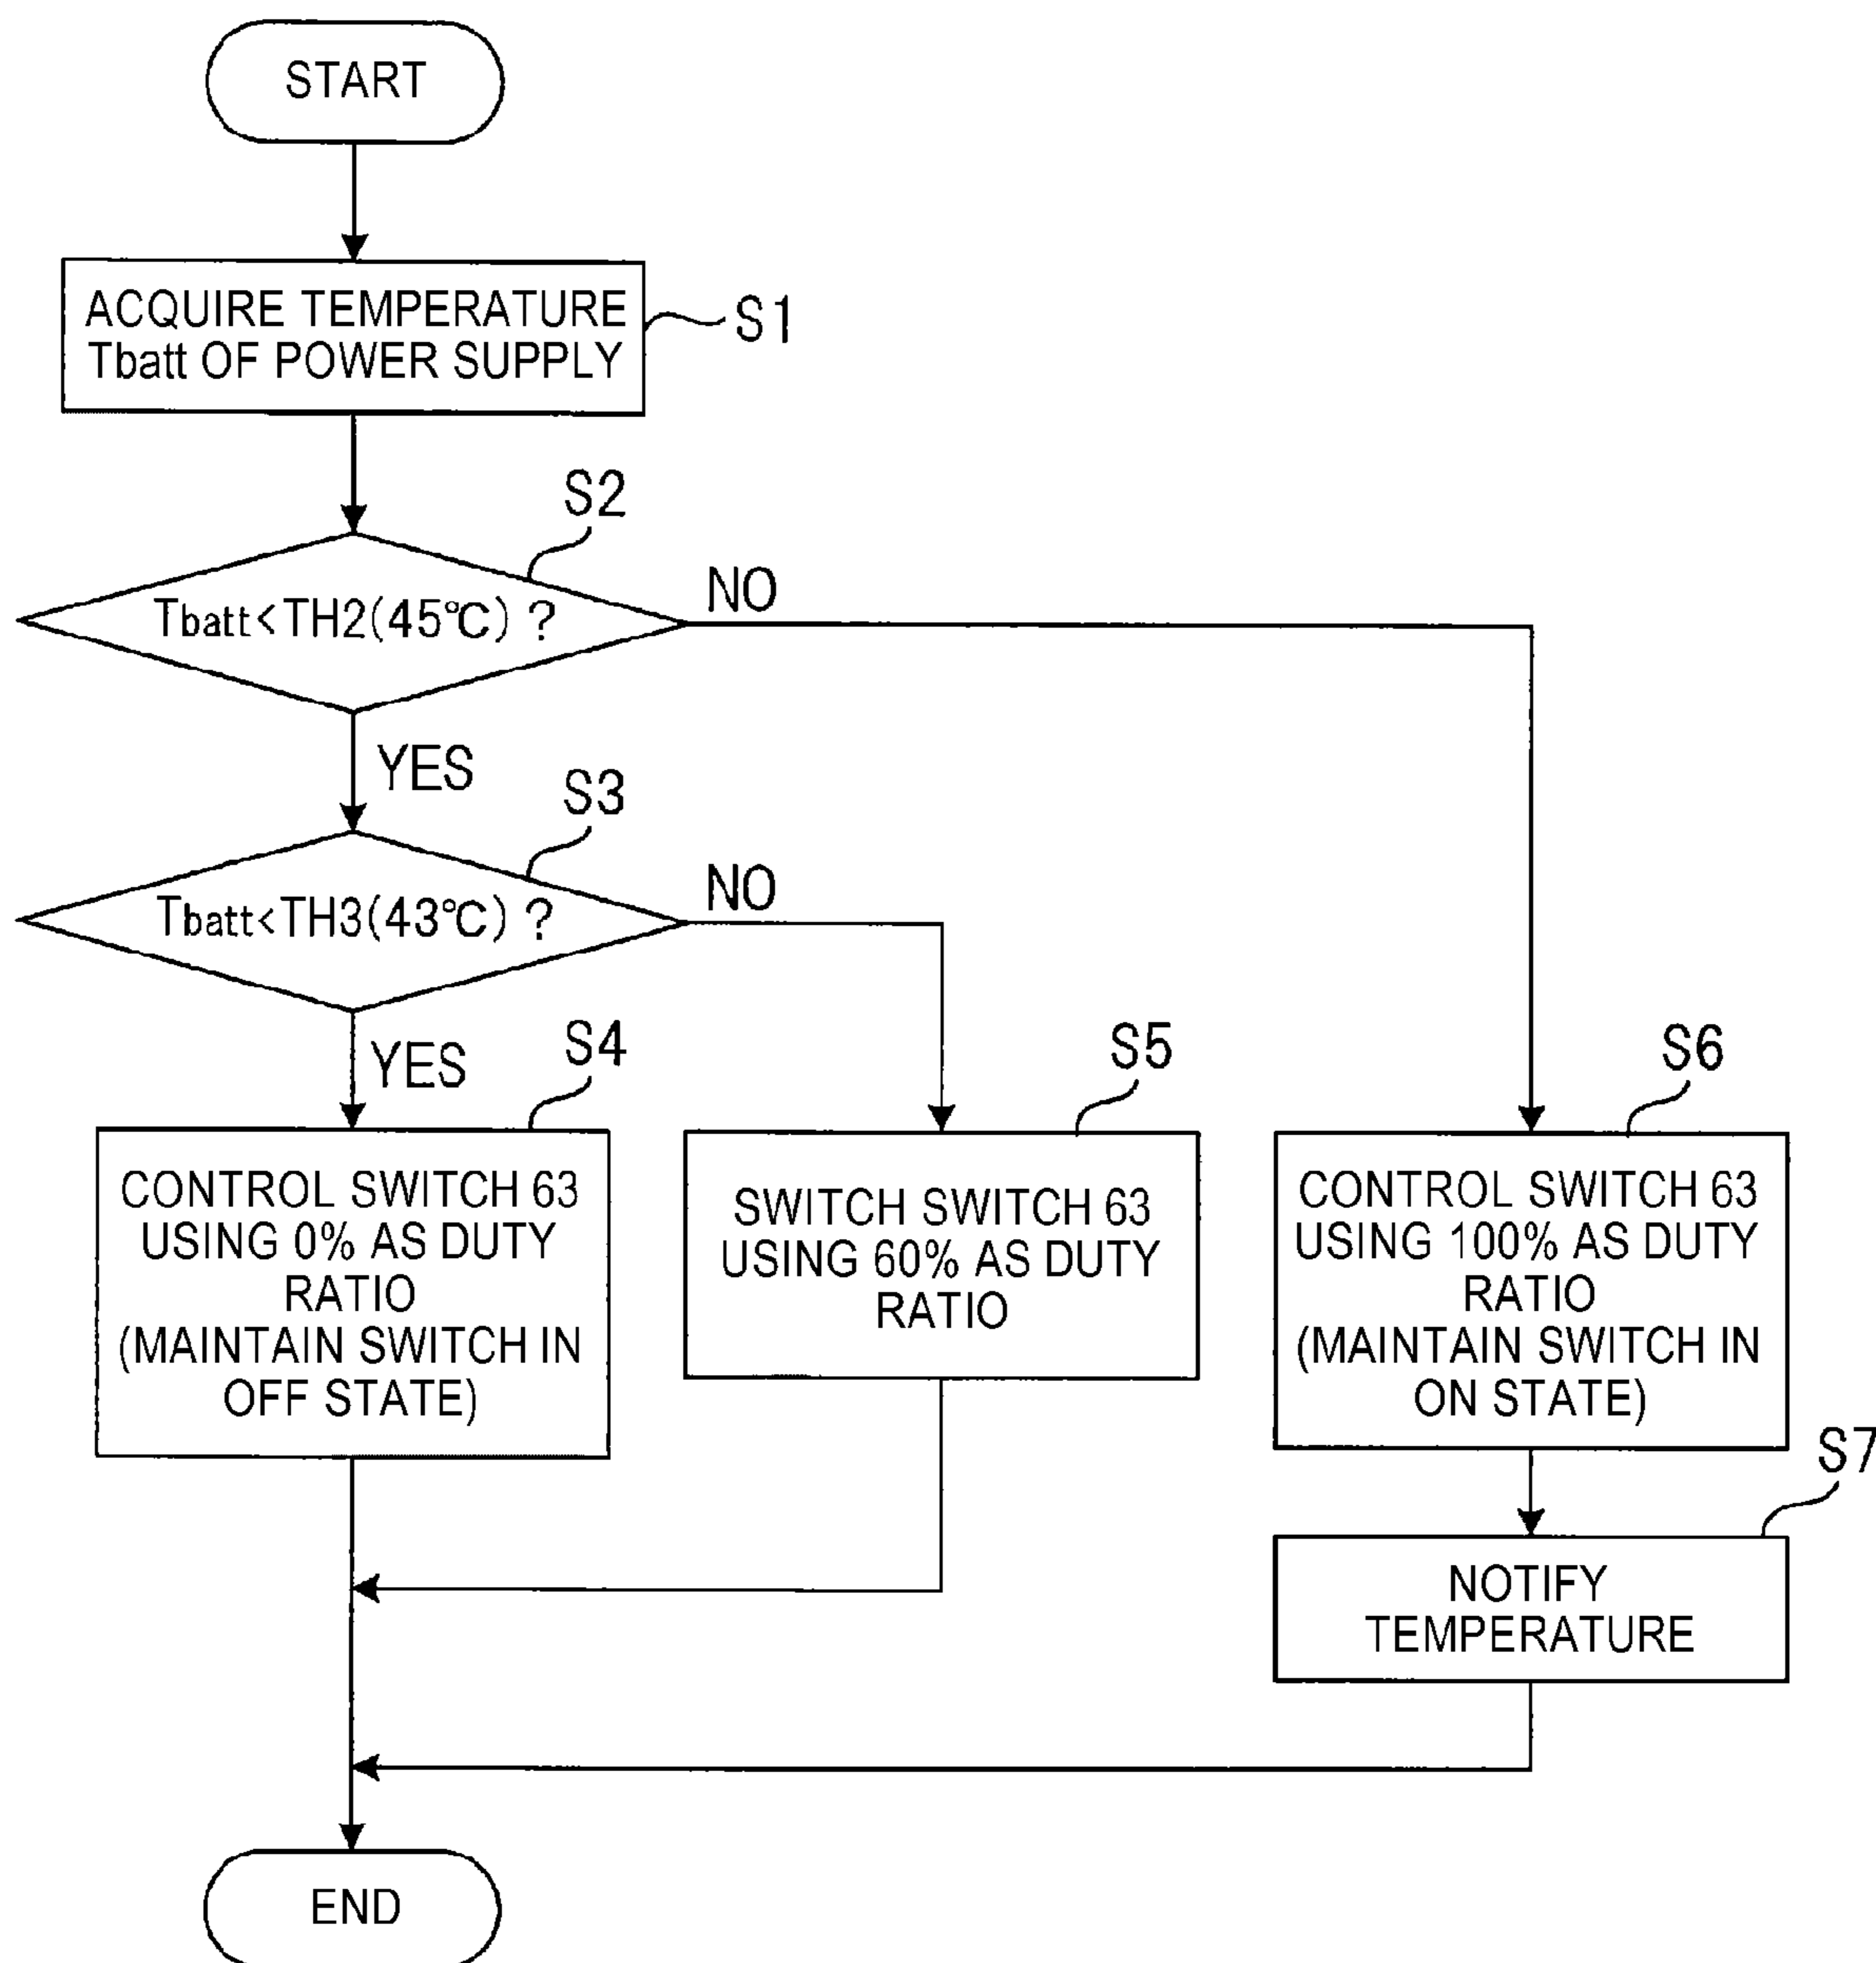 START
ACQUIRE TEMPERATURE
Tbatt OF POWER SUPPLY
S1
S2
Tbatt<TH2(45℃) ?
NO
YES
S3
Tbatt<TH3(43℃) ?
NO
YES
S4
CONTROL SWITCH 63
USING 0% AS DUTY
RATIO
(MAINTAIN SWITCH IN
OFF STATE)
S5
SWITCH SWITCH 63
USING 60% AS DUTY
RATIO
S6
CONTROL SWITCH 63
USING 100% AS DUTY
RATIO
(MAINTAIN SWITCH IN
ON STATE)
S7
NOTIFY
TEMPERATURE
END